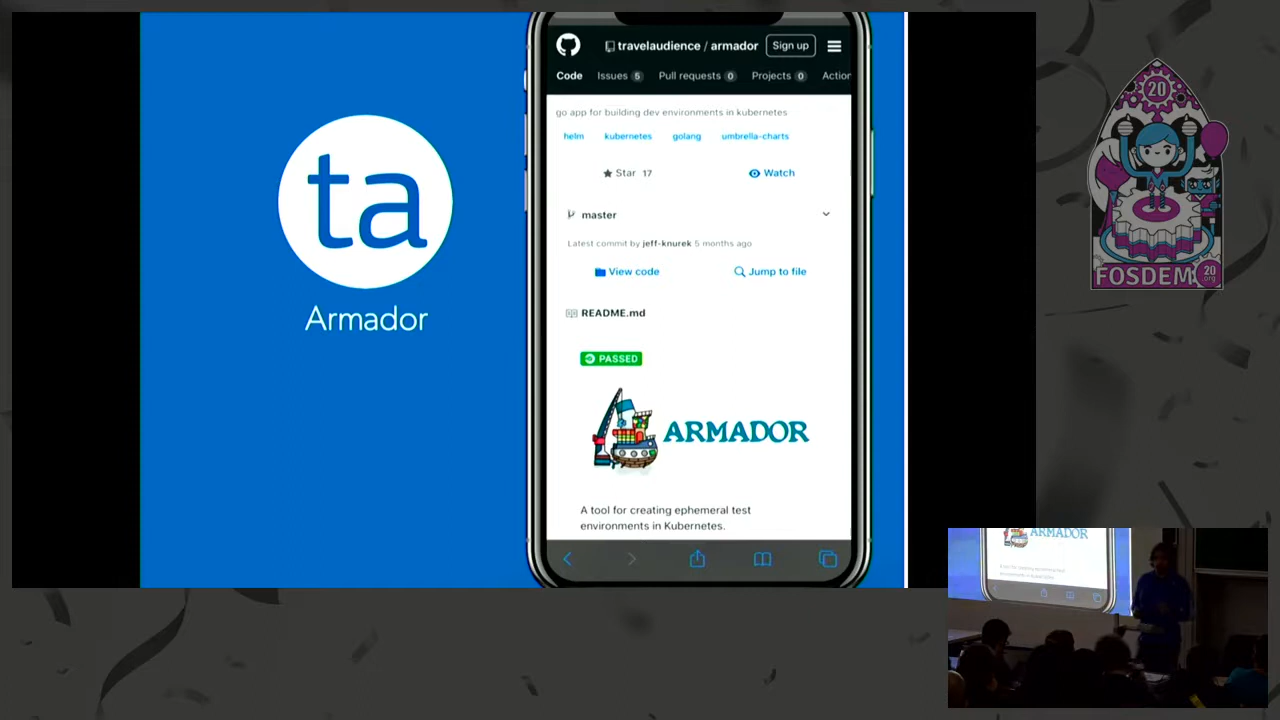 ta
Armador
travelaudience / armador
Sign up
Code
Issues 5
Pull requests 0
Projects 0
Action
go app for building dev environments in kubernetes
helm
kubernetes
golang
umbrella-charts
Star 17
Watch
master
Latest commit by jeff-knurek 5 months ago
View code
Jump to file
README.md
PASSED
ARMADOR
A tool for creating ephemeral test
environments in Kubernetes.
20
FOSDEM
20
.org
ARMADOR